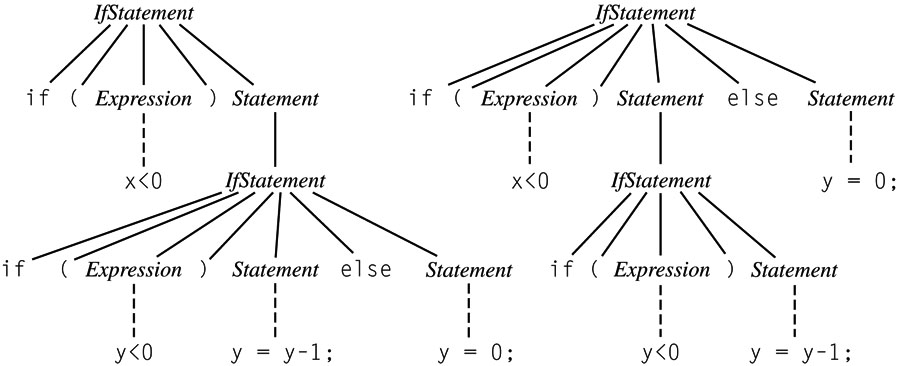 IfStatement IfStatement
if ( Expression ) Statement if ( Expression ) Statement else Statement
x<0 IfStatement x<0 IfStatement y = 0;
if ( Expression ) Statement else Statement if ( Expression ) Statement
y<0 y = y-1; y = 0; y<0 y = y-1;